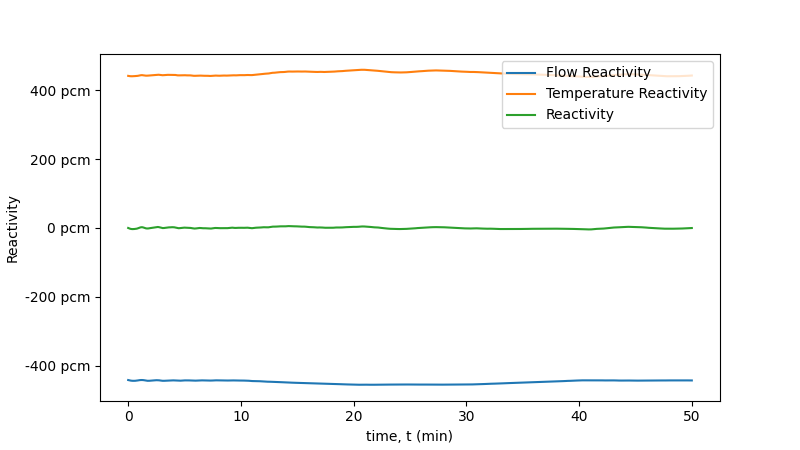 Flow Reactivity
Temperature Reactivity
Reactivity
400 pcm
200 pcm
0 pcm
-200 pcm
-400 pcm
Reactivity
0 10 20 30 40 50
time, t (min)